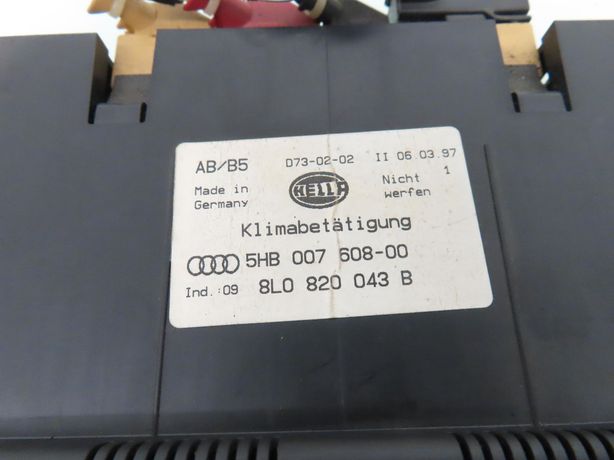 AB/B5 D73-02-02 II 06.03.97
Made in Germany HELLA Nicht 1 werfen
Klimabetätigung
5HB 007 608-00
Ind.:09 8L0 820 043 B